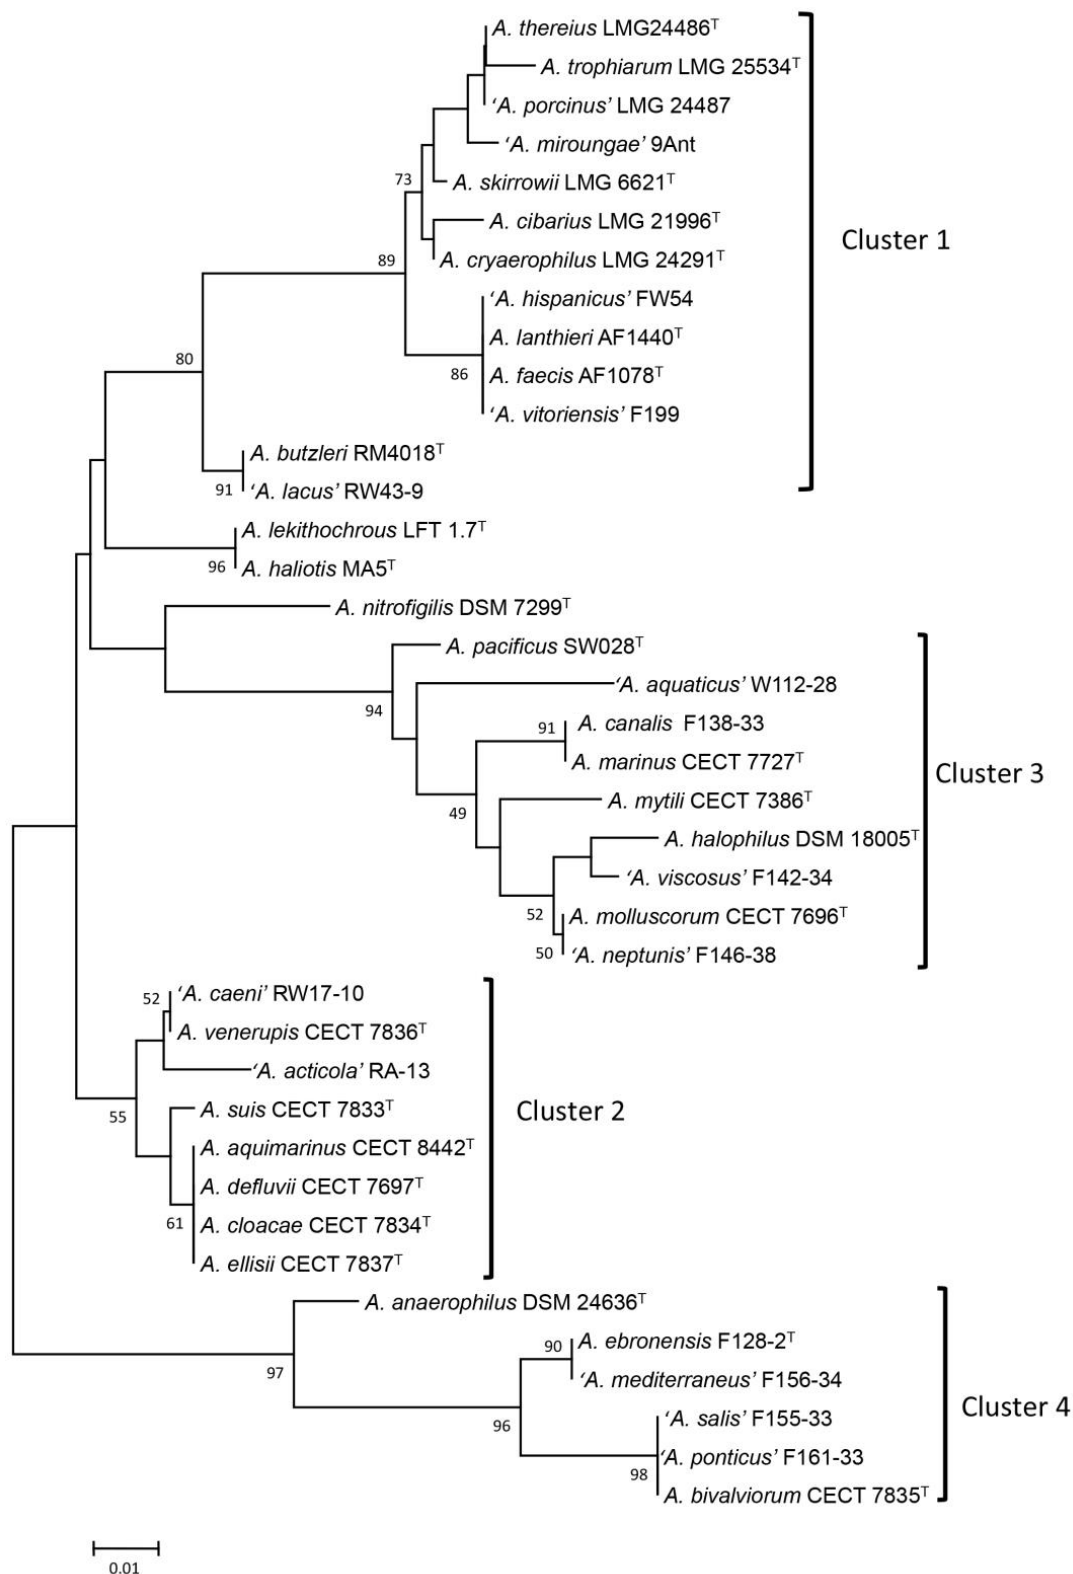 A. thereius LMG24486ᵀ
A. trophiarum LMG 25534ᵀ
'A. porcinus' LMG 24487
'A. miroungae' 9Ant
73
A. skirrowii LMG 6621ᵀ
A. cibarius LMG 21996ᵀ
Cluster 1
89
A. cryaerophilus LMG 24291ᵀ
'A. hispanicus' FW54
A. lanthieri AF1440ᵀ
80
86
A. faecis AF1078ᵀ
'A. vitoriensis' F199
A. butzleri RM4018ᵀ
91
'A. lacus' RW43-9
A. lekithochrous LFT 1.7ᵀ
96
A. haliotis MA5ᵀ
A. nitrofigilis DSM 7299ᵀ
A. pacificus SW028ᵀ
'A. aquaticus' W112-28
94
91
A. canalis F138-33
A. marinus CECT 7727ᵀ
Cluster 3
A. mytili CECT 7386ᵀ
49
A. halophilus DSM 18005ᵀ
'A. viscosus' F142-34
52
A. molluscorum CECT 7696ᵀ
50
'A. neptunis' F146-38
52
'A. caeni' RW17-10
A. venerupis CECT 7836ᵀ
'A. acticola' RA-13
55
A. suis CECT 7833ᵀ
Cluster 2
A. aquimarinus CECT 8442ᵀ
A. defluvii CECT 7697ᵀ
61
A. cloacae CECT 7834ᵀ
A. ellisii CECT 7837ᵀ
A. anaerophilus DSM 24636ᵀ
90
A. ebronensis F128-2ᵀ
97
'A. mediterraneus' F156-34
Cluster 4
96
'A. salis' F155-33
'A. ponticus' F161-33
98
A. bivalviorum CECT 7835ᵀ
0.01